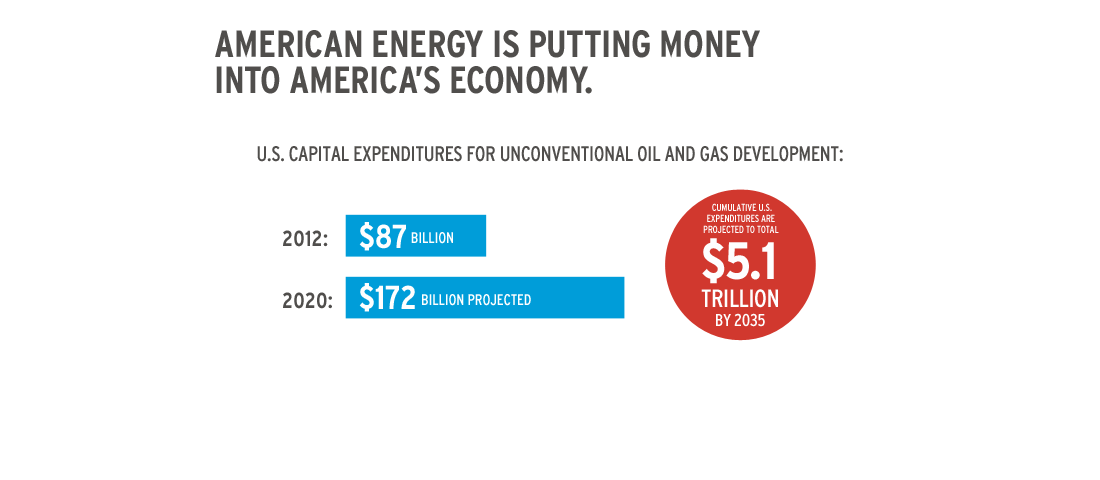 AMERICAN ENERGY IS PUTTING MONEY
INTO AMERICA'S ECONOMY.
U.S. CAPITAL EXPENDITURES FOR UNCONVENTIONAL OIL AND GAS DEVELOPMENT:
2012: $87 BILLION
2020: $172 BILLION PROJECTED
CUMULATIVE U.S.
EXPENDITURES ARE
PROJECTED TO TOTAL
$5.1
TRILLION
BY 2035